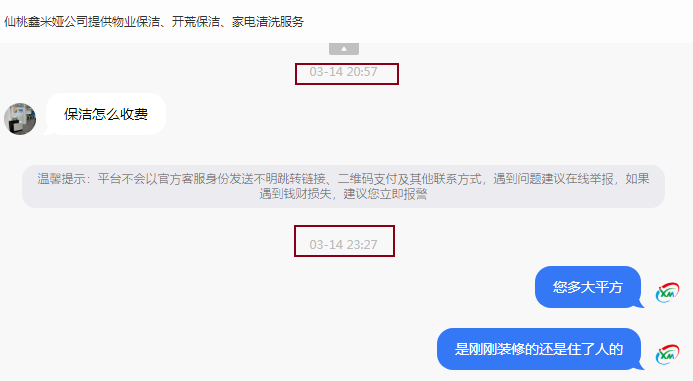 仙桃鑫米娅公司提供物业保洁、开荒保洁、家电清洗服务
03-14 20:57
保洁怎么收费
温馨提示：平台不会以官方客服身份发送不明跳转链接、二维码支付及其他联系方式，遇到问题建议在线举报，如果
遇到钱财损失，建议您立即报警
03-14 23:27
您多大平方
XM
是刚刚装修的还是住了人的
XM